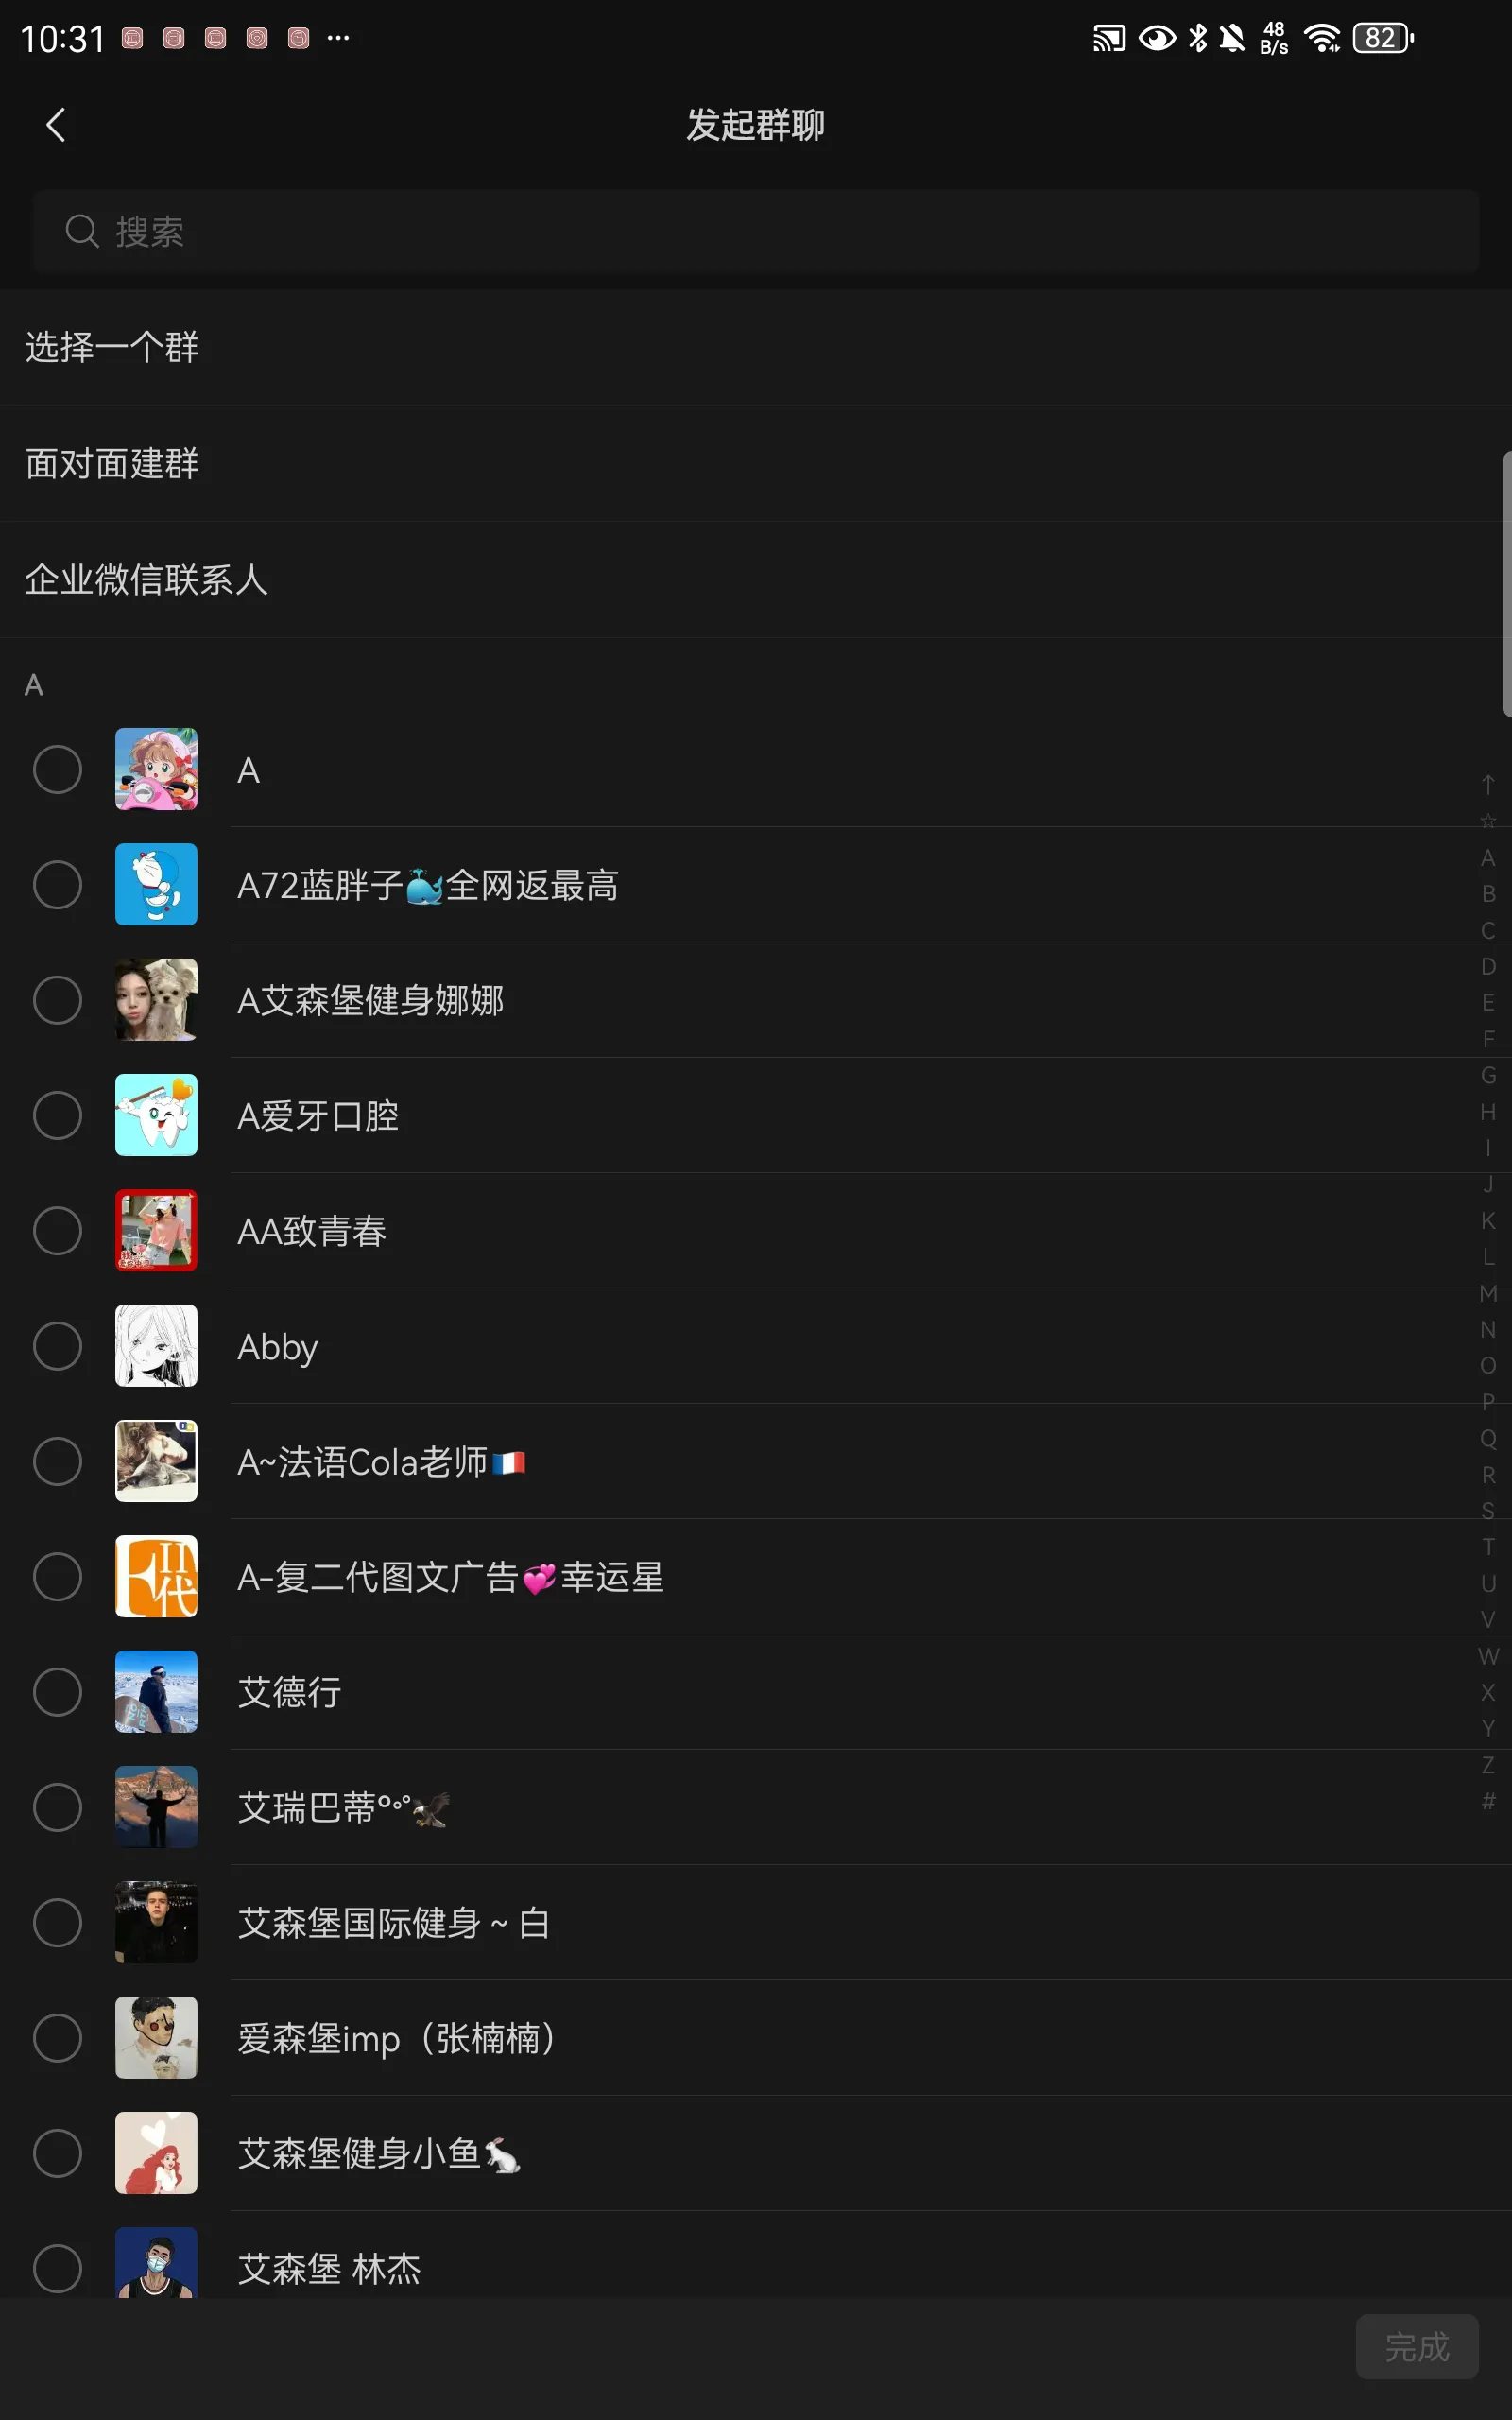 10:31
48
B/s
82
发起群聊
搜索
选择一个群
面对面建群
企业微信联系人
A
A
A72蓝胖子🐳全网返最高
A艾森堡健身娜娜
A爱牙口腔
AA致青春
Abby
A~法语Cola老师🇫🇷
A-复二代图文广告💞幸运星
艾德行
艾瑞巴蒂°ᵕ°🦅
艾森堡国际健身 ~ 白
爱森堡imp（张楠楠）
艾森堡健身小鱼🐇
艾森堡 林杰
↑
☆
A
B
C
D
E
F
G
H
I
J
K
L
M
N
O
P
Q
R
S
T
U
V
W
X
Y
Z
#
完成